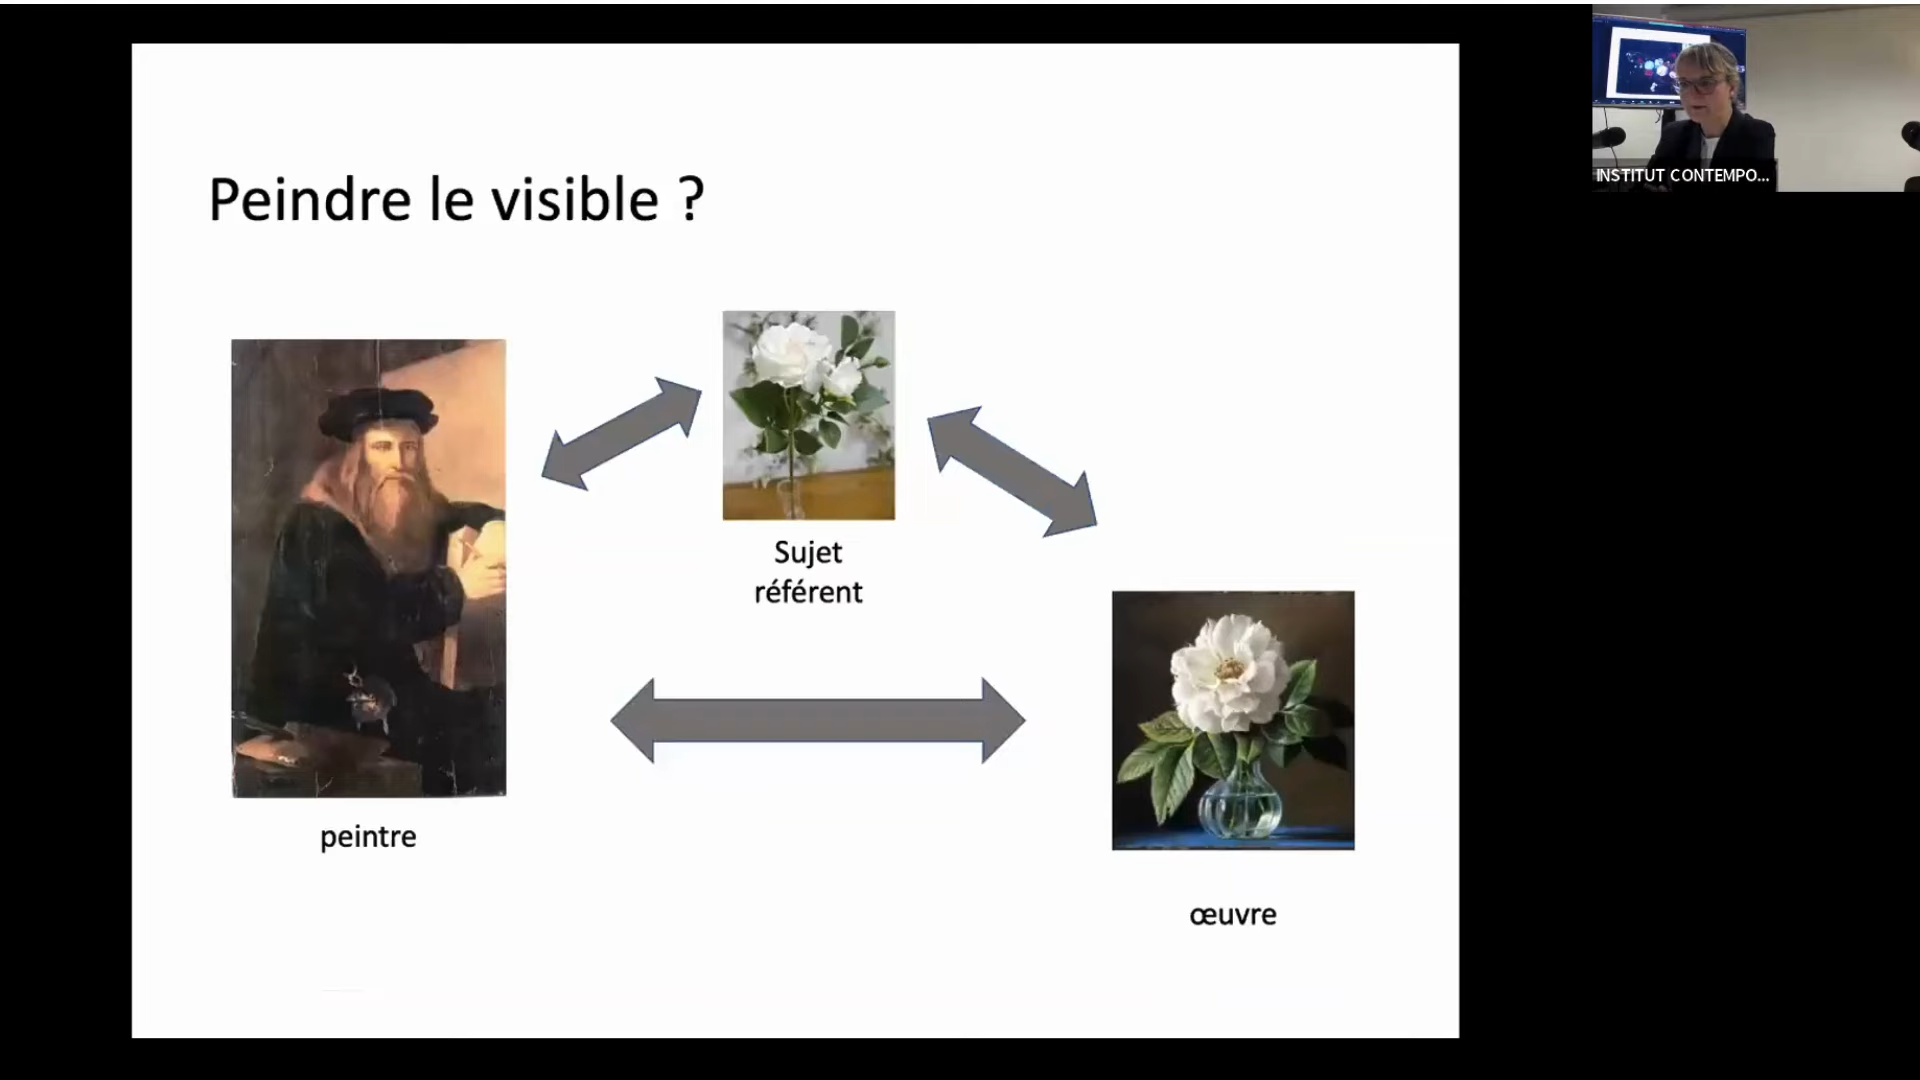 Peindre le visible ?
Sujet
référent
peintre
œuvre
INSTITUT CONTEMPO...